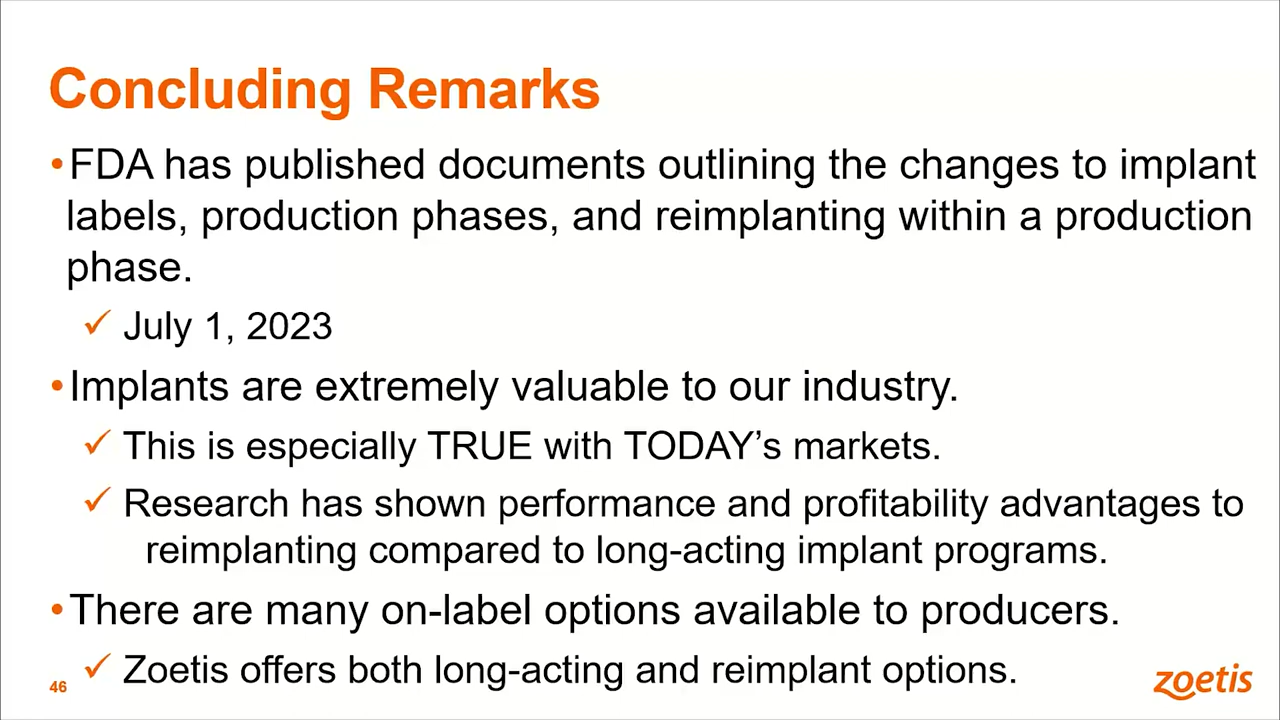 Concluding Remarks
•FDA has published documents outlining the changes to implant
labels, production phases, and reimplanting within a production
phase.
✓ July 1, 2023
•Implants are extremely valuable to our industry.
✓ This is especially TRUE with TODAY’s markets.
✓ Research has shown performance and profitability advantages to
reimplanting compared to long-acting implant programs.
•There are many on-label options available to producers.
✓ Zoetis offers both long-acting and reimplant options.
46
zoetis